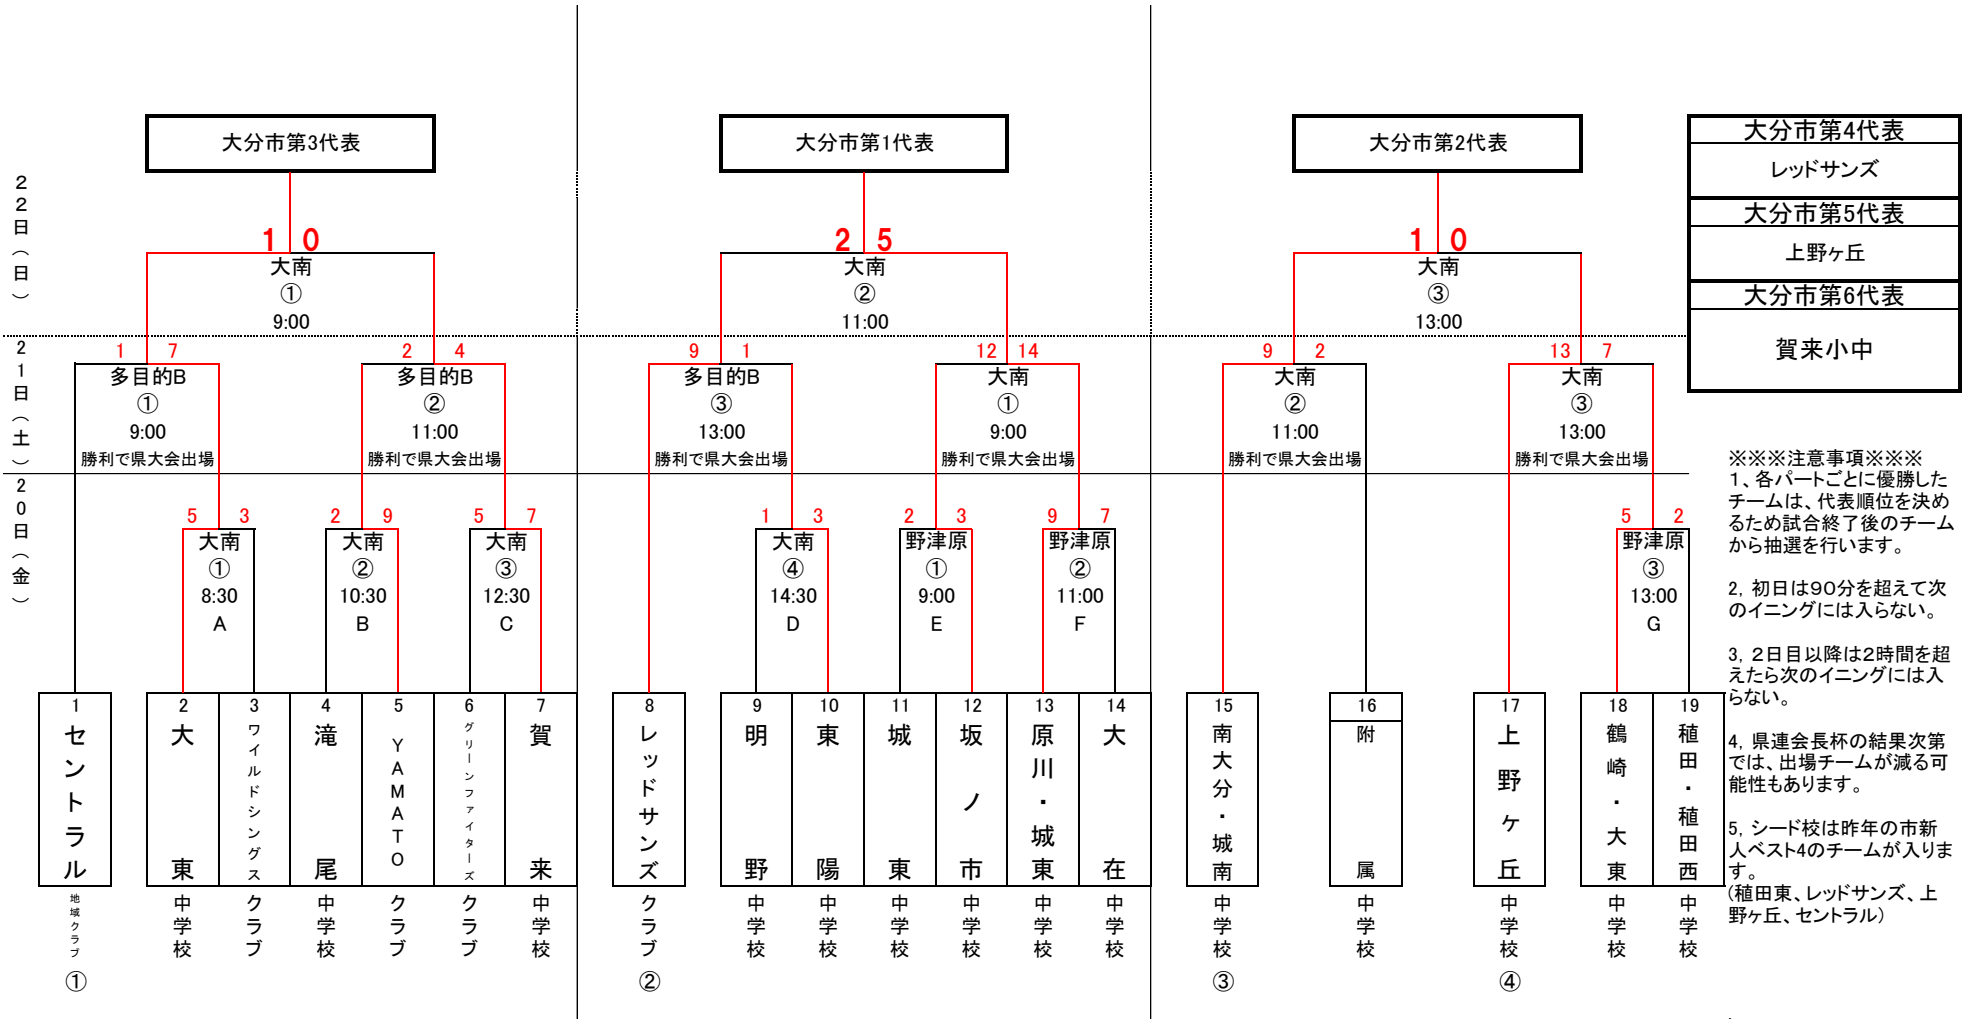 大分市第3代表
大分市第1代表
大分市第2代表
大分市第4代表
レッドサンズ
大分市第5代表
上野ヶ丘
大分市第6代表
賀来小中
22日(日)
1 0
大南
①
9:00
2 5
大南
②
11:00
1 0
大南
③
13:00
21日(土)
1 7
多目的B
①
9:00
勝利で県大会出場
2 4
多目的B
②
11:00
勝利で県大会出場
9 1
多目的B
③
13:00
勝利で県大会出場
12 14
大南
①
9:00
勝利で県大会出場
9 2
大南
②
11:00
勝利で県大会出場
13 7
大南
③
13:00
勝利で県大会出場
20日(金)
5 3
大南
①
8:30
A
2 9
大南
②
10:30
B
5 7
大南
③
12:30
C
1 3
大南
④
14:30
D
2 3
野津原
①
9:00
E
9 7
野津原
②
11:00
F
5 2
野津原
③
13:00
G
1
セントラル
地域クラブ
①
2
大東
中学校
3
ワイルドシングス
クラブ
4
滝尾
中学校
5
YAMATO
クラブ
6
グリーンファイターズ
クラブ
7
賀来
中学校
8
レッドサンズ
クラブ
②
9
明野
中学校
10
東陽
中学校
11
城東
中学校
12
坂ノ市
中学校
13
原川・城東
中学校
14
大在
中学校
15
南大分・城南
中学校
③
16
附属
中学校
17
上野ケ丘
中学校
④
18
鶴崎・大東
中学校
19
稙田・稙田西
中学校
※※※注意事項※※※
1、各パートごとに優勝した
チームは、代表順位を決め
るため試合終了後のチーム
から抽選を行います。
2, 初日は90分を超えて次
のイニングには入らない。
3, 2日目以降は2時間を超
えたら次のイニングには入
らない。
4, 県連会長杯の結果次第
では、出場チームが減る可
能性もあります。
5, シード校は昨年の市新
人ベスト4のチームが入りま
す。
(稙田東、レッドサンズ、上
野ヶ丘、セントラル)